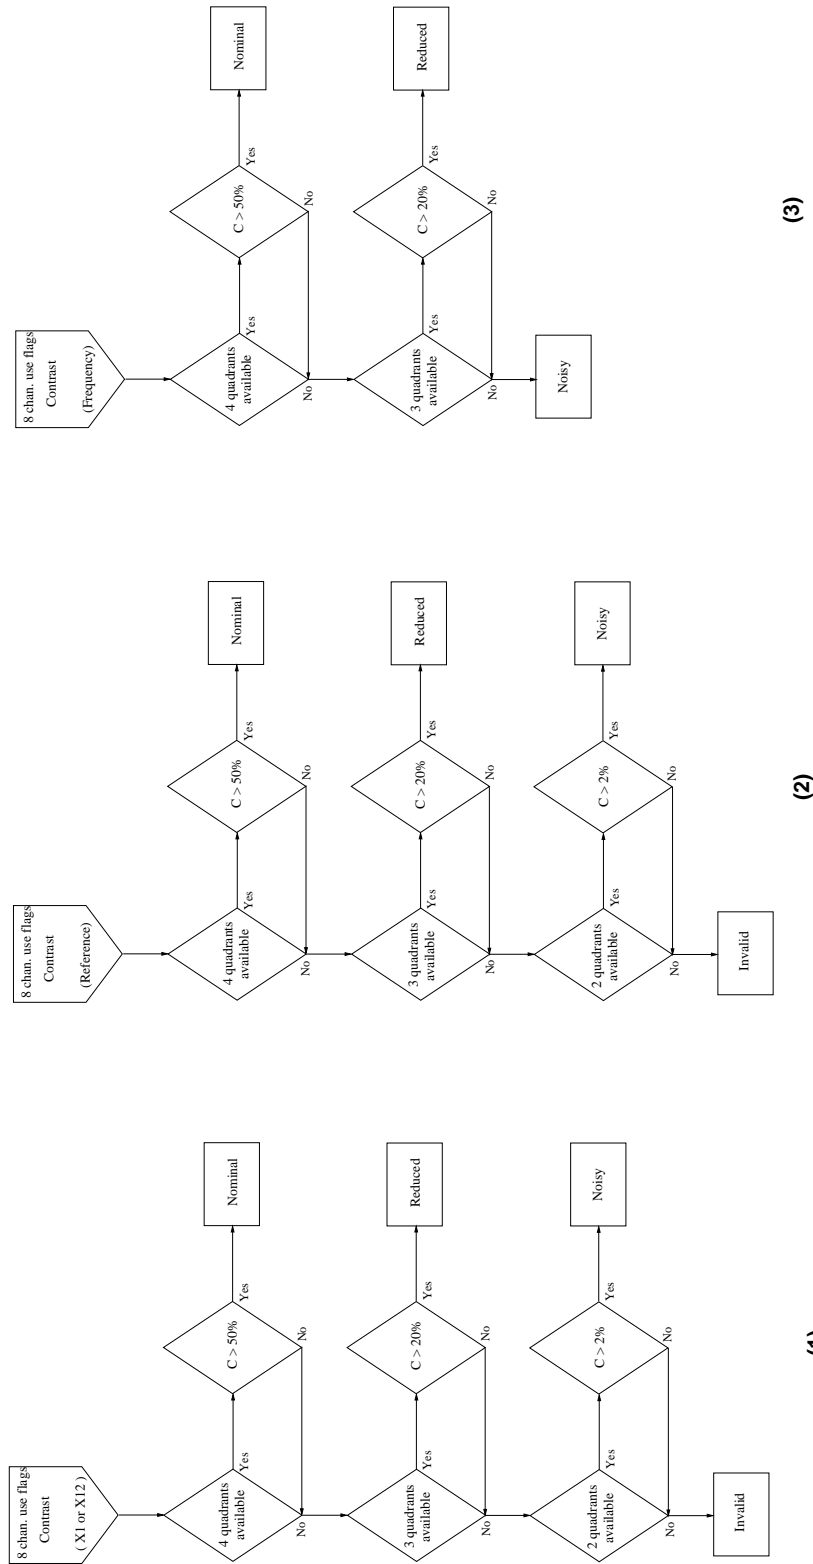 8 chan. use flags
Contrast
( X1 or X12 )
4 quadrants
available
Yes
No
C > 50%
Yes
No
Nominal
3 quadrants
available
Yes
No
C > 20%
Yes
No
Reduced
2 quadrants
available
Yes
No
C > 2%
Yes
No
Noisy
Invalid
8 chan. use flags
Contrast
(Reference)
4 quadrants
available
Yes
No
C > 50%
Yes
No
Nominal
3 quadrants
available
Yes
No
C > 20%
Yes
No
Reduced
2 quadrants
available
Yes
No
C > 2%
Yes
No
Noisy
Invalid
(2)
8 chan. use flags
Contrast
(Frequency)
4 quadrants
available
Yes
No
C > 50%
Yes
No
Nominal
3 quadrants
available
Yes
No
C > 20%
Yes
No
Reduced
Noisy
(3)